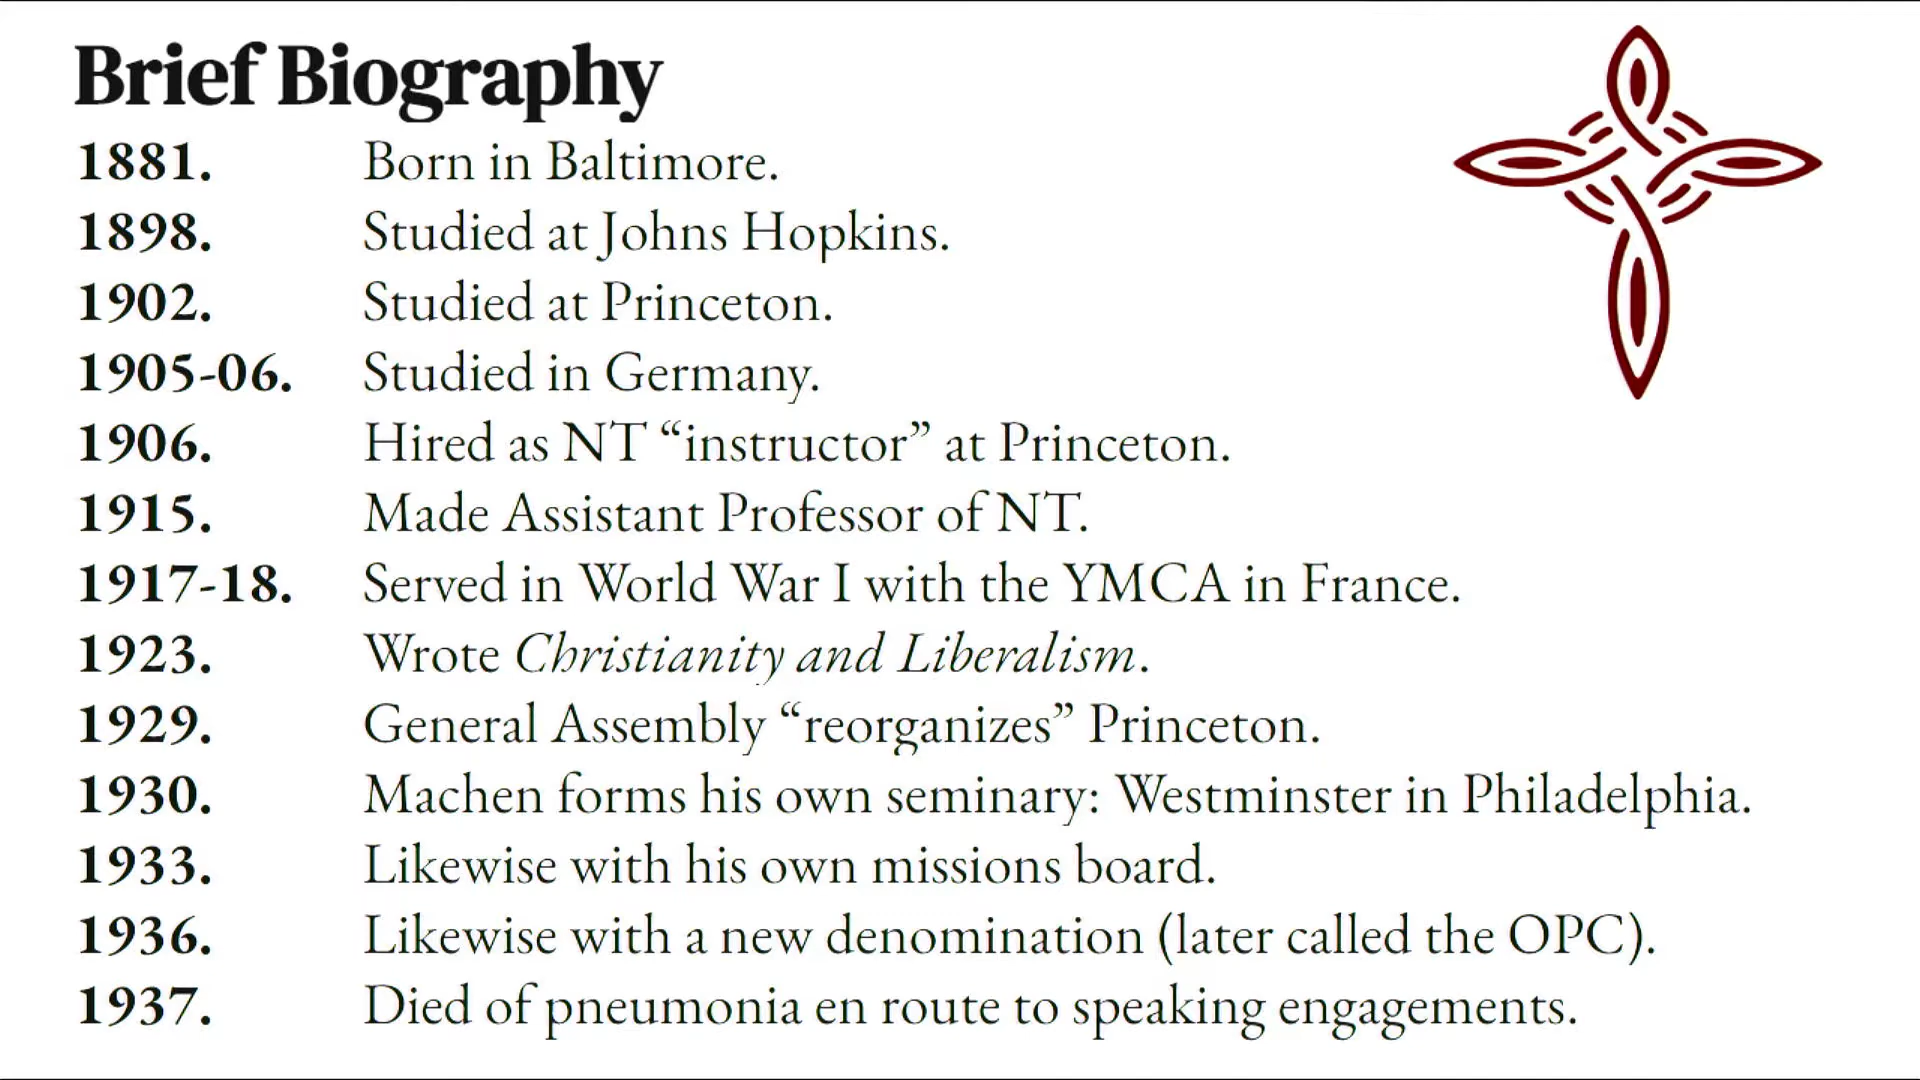 Brief Biography
1881. Born in Baltimore.
1898. Studied at Johns Hopkins.
1902. Studied at Princeton.
1905-06. Studied in Germany.
1906. Hired as NT “instructor” at Princeton.
1915. Made Assistant Professor of NT.
1917-18. Served in World War I with the YMCA in France.
1923. Wrote Christianity and Liberalism.
1929. General Assembly “reorganizes” Princeton.
1930. Machen forms his own seminary: Westminster in Philadelphia.
1933. Likewise with his own missions board.
1936. Likewise with a new denomination (later called the OPC).
1937. Died of pneumonia en route to speaking engagements.